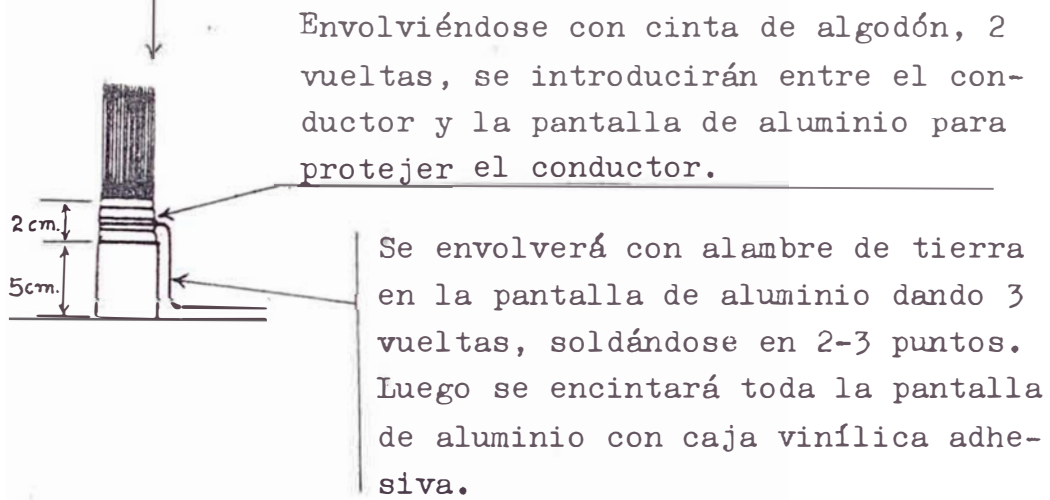 Envolviéndose con cinta de algodón, 2
vueltas, se introducirán entre el con-
ductor y la pantalla de aluminio para
protejer el conductor.
2 cm.
5cm.
Se envolverá con alambre de tierra
en la pantalla de aluminio dando 3
vueltas, soldándose en 2-3 puntos.
Luego se encintará toda la pantalla
de aluminio con caja vinílica adhe-
siva.